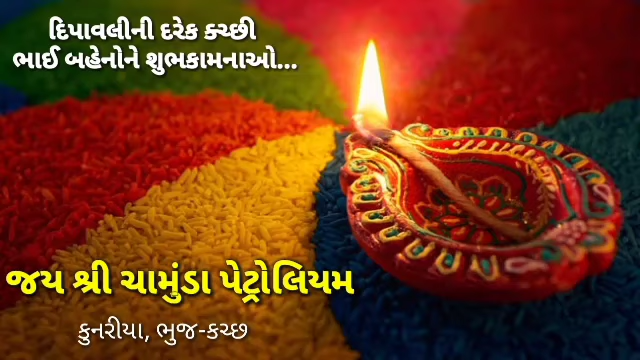 દિપાવલીની દરેક કચ્છી
ભાઈ બહેનોને શુભકામનાઓ...
જય શ્રી ચામુંડા પેટ્રોલિયમ
કુનરીયા, ભુજ-કચ્છ